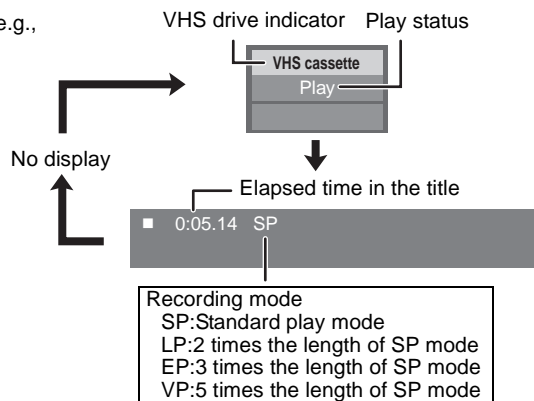 e.g.,
VHS drive indicator Play status
VHS cassette
Play
No display
Elapsed time in the title
0:05.14 SP
Recording mode
SP:Standard play mode
LP:2 times the length of SP mode
EP:3 times the length of SP mode
VP:5 times the length of SP mode